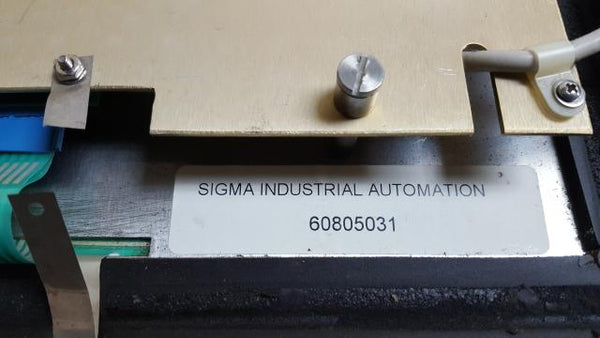 SIGMA INDUSTRIAL AUTOMATION
60805031